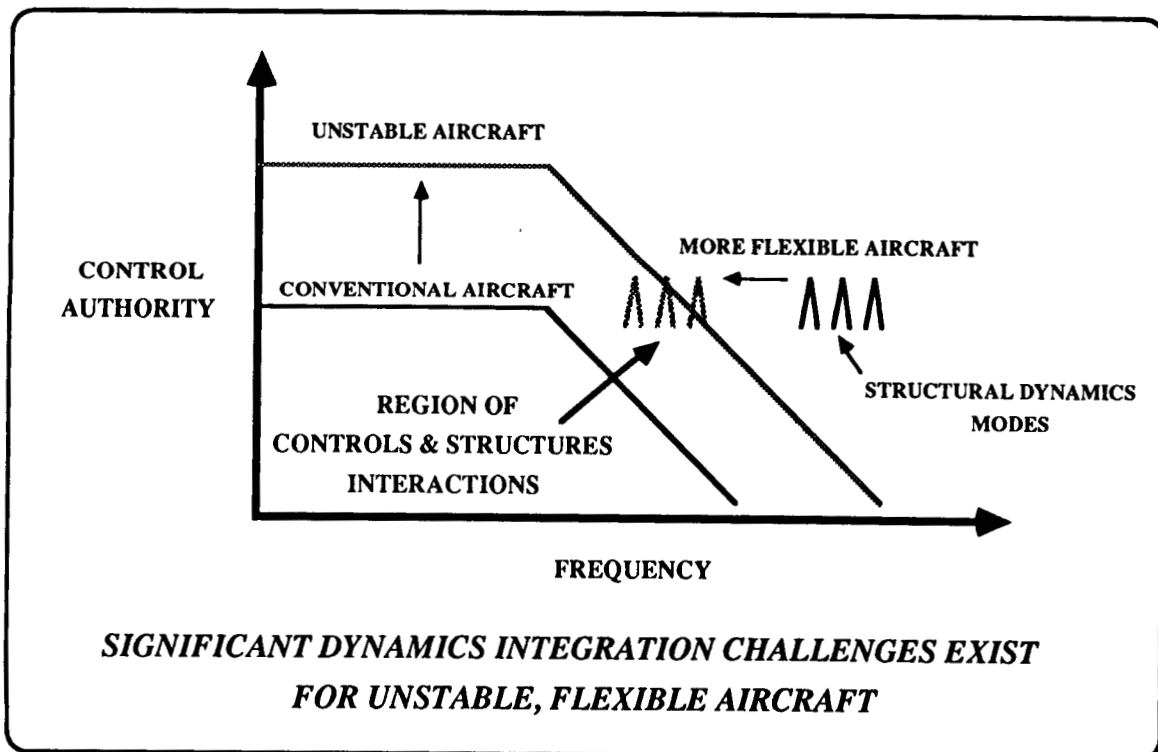 UNSTABLE AIRCRAFT
MORE FLEXIBLE AIRCRAFT
CONTROL
AUTHORITY
CONVENTIONAL AIRCRAFT
STRUCTURAL DYNAMICS
MODES
REGION OF
CONTROLS & STRUCTURES
INTERACTIONS
FREQUENCY
SIGNIFICANT DYNAMICS INTEGRATION CHALLENGES EXIST
FOR UNSTABLE, FLEXIBLE AIRCRAFT